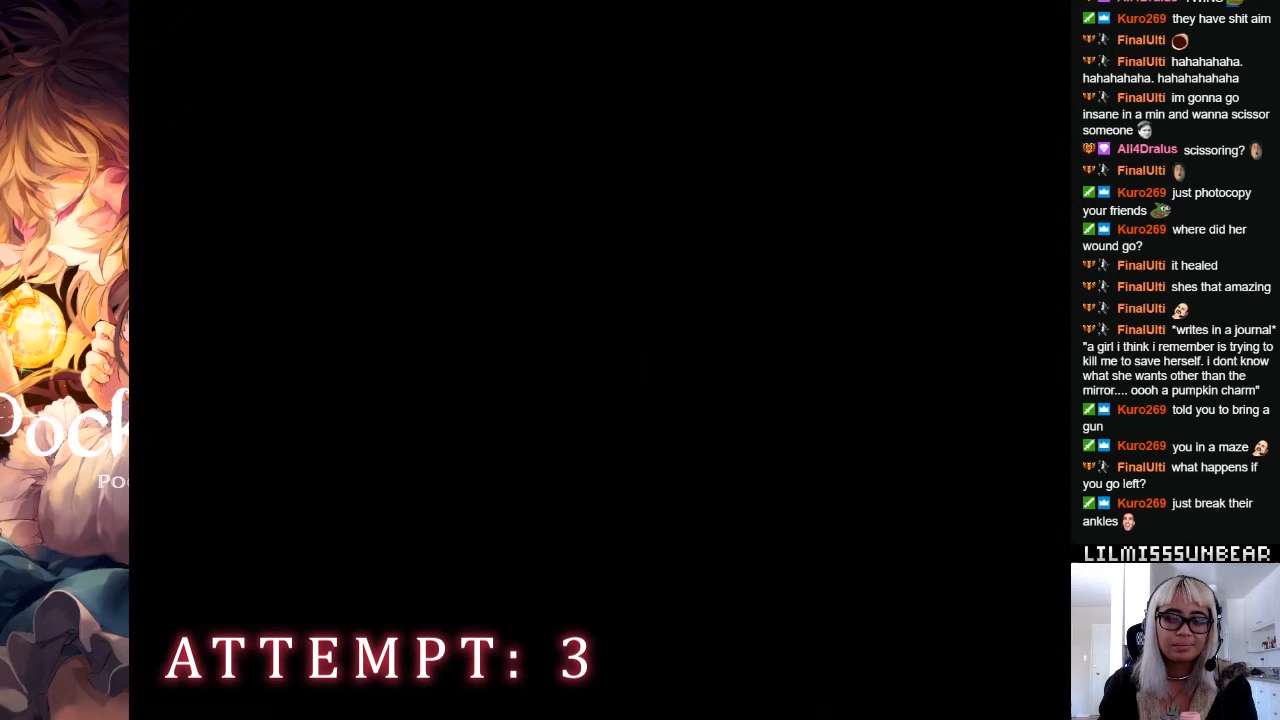 Kuro269 they have shit aim
FinalUlti
FinalUlti hahahahaha.
hahahahaha. hahahahahaha
FinalUlti im gonna go
insane in a min and wanna scissor
someone
All4Dralus scissoring?
FinalUlti
Kuro269 just photocopy
your friends
Kuro269 where did her
wound go?
FinalUlti it healed
FinalUlti shes that amazing
FinalUlti
FinalUlti *writes in a journal*
"a girl i think i remember is trying to
kill me to save herself. i dont know
what she wants other than the
mirror.... oooh a pumpkin charm"
Kuro269 told you to bring a
gun
Kuro269 you in a maze
FinalUlti what happens if
you go left?
Kuro269 just break their
ankles
LILMISSSUNBEAR
Pock
Po
ATTEMPT: 3